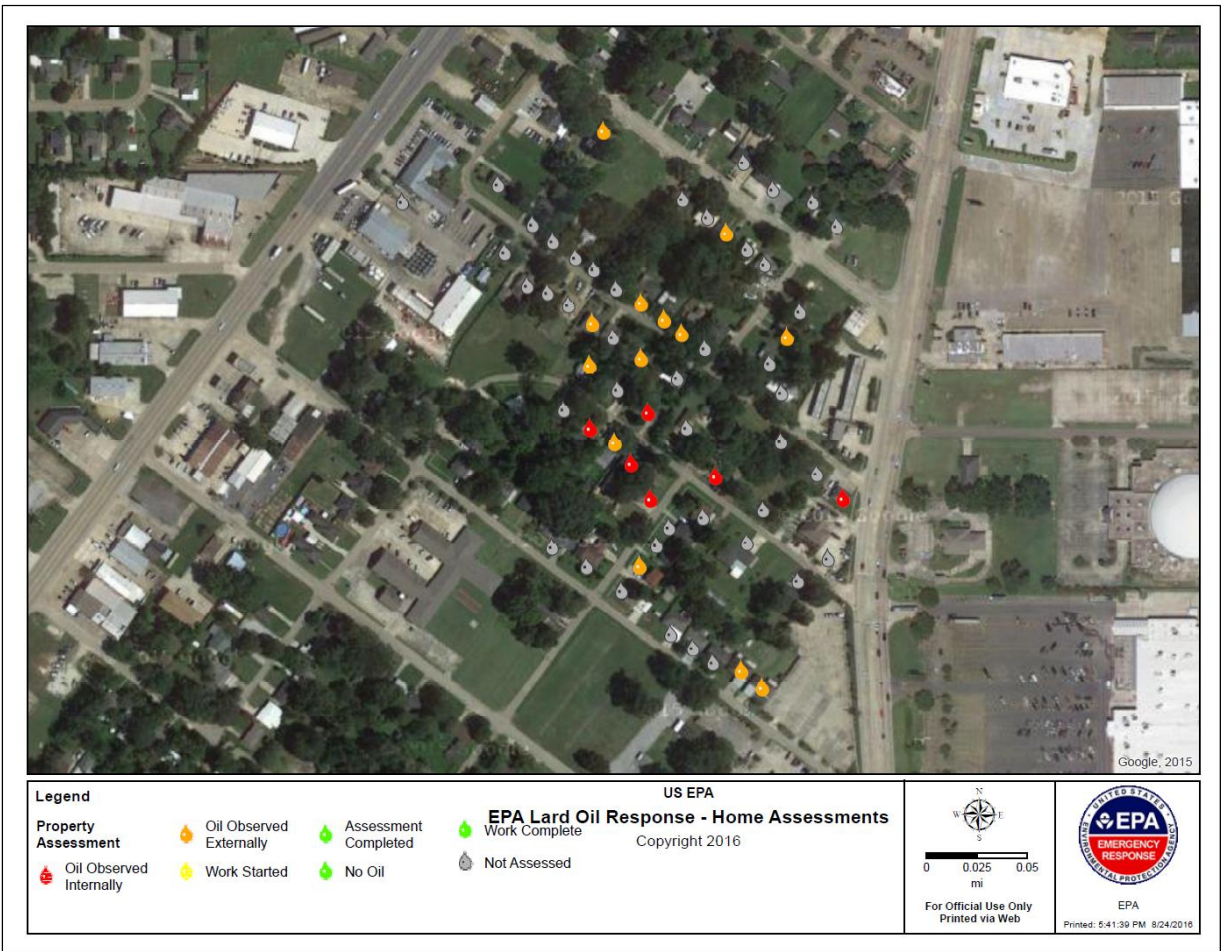 Google, 2015
Legend
Property
Assessment
Oil Observed
Internally
Oil Observed
Externally
Work Started
Assessment
Completed
No Oil
Work Complete
Not Assessed
US EPA
EPA Lard Oil Response - Home Assessments
Copyright 2016
N
W E
S
0 0.025 0.05
mi
For Official Use Only
Printed via Web
UNITED STATES
EPA
EMERGENCY
RESPONSE
ENVIRONMENTAL PROTECTION AGENCY
EPA
Printed: 5:41:39 PM 8/24/2016